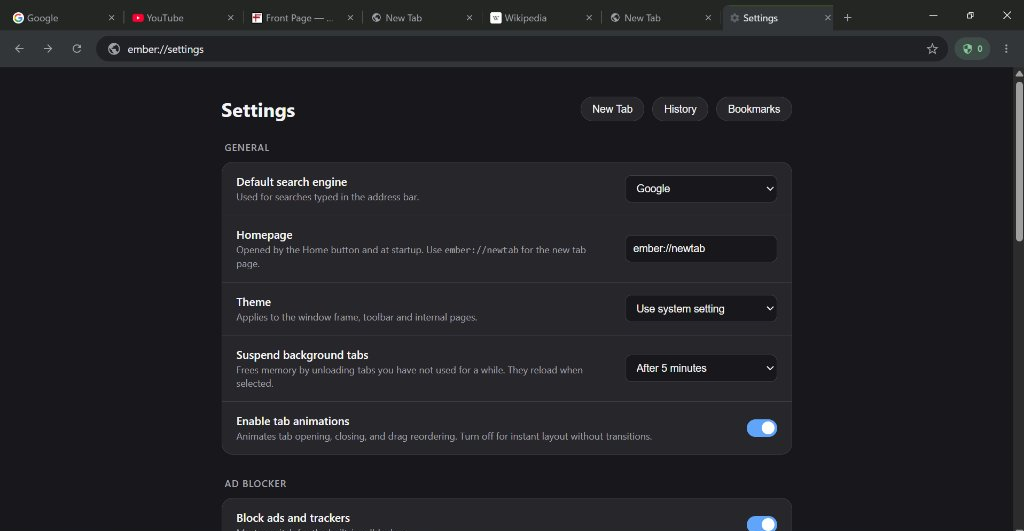 Google
YouTube
Front Page — ...
New Tab
Wikipedia
New Tab
Settings
ember://settings
0
Settings
New Tab
History
Bookmarks
GENERAL
Default search engine
Used for searches typed in the address bar.
Google
Homepage
Opened by the Home button and at startup. Use ember://newtab for the new tab
page.
ember://newtab
Theme
Applies to the window frame, toolbar and internal pages.
Use system setting
Suspend background tabs
Frees memory by unloading tabs you have not used for a while. They reload when
selected.
After 5 minutes
Enable tab animations
Animates tab opening, closing, and drag reordering. Turn off for instant layout without transitions.
AD BLOCKER
Block ads and trackers